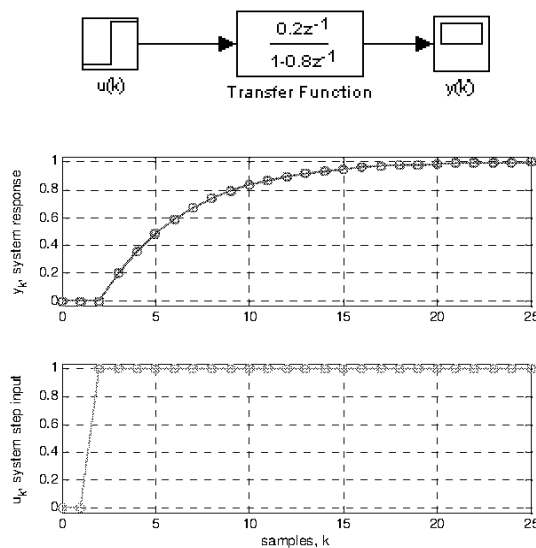 0.2z-1
1-0.8z-1
u(k)
Transfer Function
y(k)
yk, system response
1
0.8
0.6
0.4
0.2
0
0 5 10 15 20 25
uk, system step input
1
0.8
0.6
0.4
0.2
0
0 5 10 15 20 25
samples, k